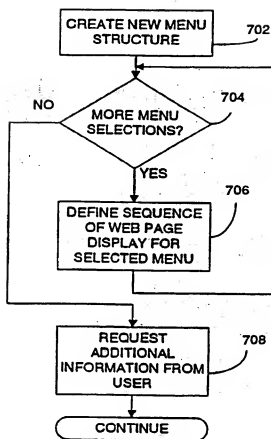 CREATE NEW MENU
STRUCTURE
702
NO
MORE MENU
SELECTIONS?
704
YES
706
DEFINE SEQUENCE
OF WEB PAGE
DISPLAY FOR
SELECTED MENU
REQUEST
ADDITIONAL
INFORMATION FROM
USER
708
CONTINUE